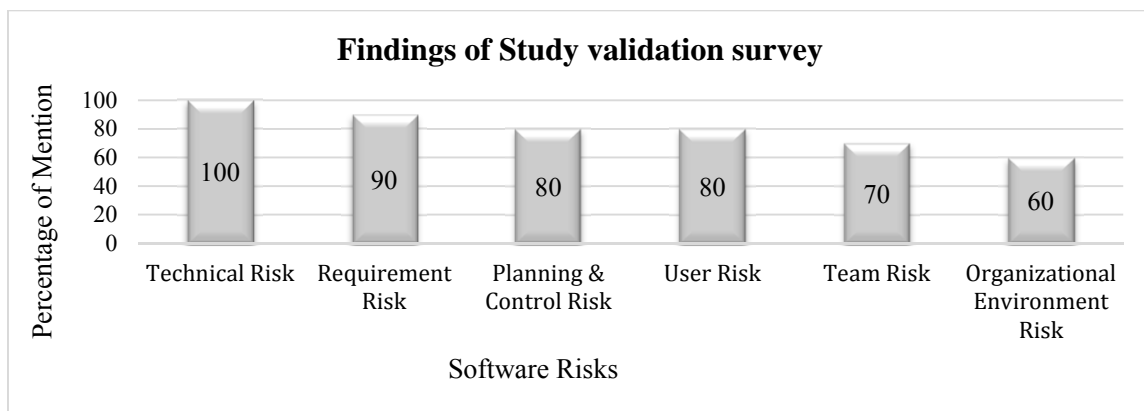 Findings of Study validation survey
Percentage of Mention
100
80
60
40
20
0
100
90
80
80
70
60
Technical Risk
Requirement
Risk
Planning &
Control Risk
User Risk
Team Risk
Organizational
Environment
Risk
Software Risks